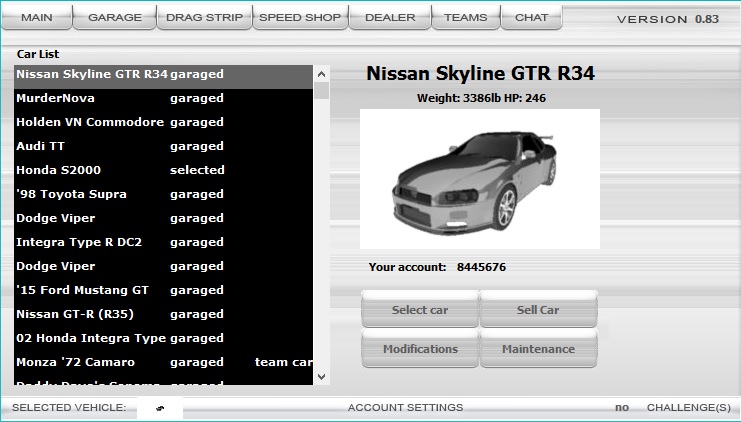 MAIN GARAGE DRAG STRIP SPEED SHOP DEALER TEAMS CHAT VERSION 0.83
Car List
Nissan Skyline GTR R34 garaged
MurderNova garaged
Holden VN Commodore garaged
Audi TT garaged
Honda S2000 selected
'98 Toyota Supra garaged
Dodge Viper garaged
Integra Type R DC2 garaged
Dodge Viper garaged
'15 Ford Mustang GT garaged
Nissan GT-R (R35) garaged
02 Honda Integra Type garaged
Monza '72 Camaro garaged team car
garaged
Nissan Skyline GTR R34
Weight: 3386lb HP: 246
Your account: 8445676
Select car Sell Car
Modifications Maintenance
SELECTED VEHICLE: ACCOUNT SETTINGS no CHALLENGE(S)